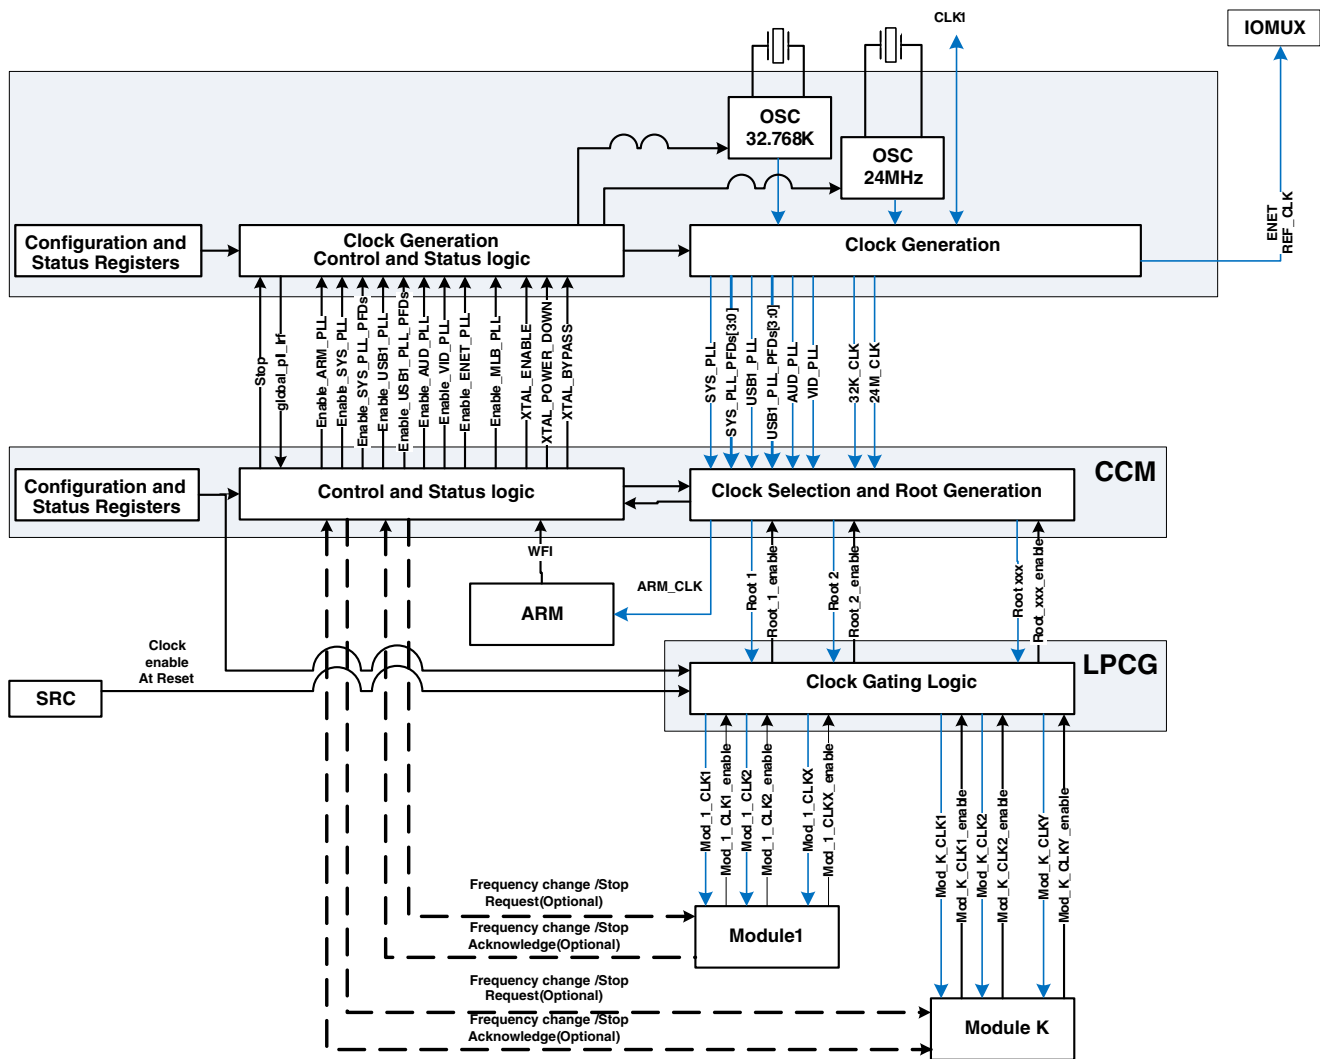 CLK1
IOMUX
OSC
32.768K
OSC
24MHz
ENET
REF_CLK
Configuration and
Status Registers
Clock Generation
Control and Status logic
Clock Generation
Stop
global_pll_lrf
Enable_ARM_PLL
Enable_SYS_PLL
Enable_SYS_PLL_PFDs
Enable_USB1_PLL
Enable_USB1_PLL_PFDs
Enable_AUD_PLL
Enable_VID_PLL
Enable_ENET_PLL
Enable_MLB_PLL
XTAL_ENABLE
XTAL_POWER_DOWN
XTAL_BYPASS
SYS_PLL
SYS_PLL_PFDs[3:0]
USB1_PLL
USB1_PLL_PFDs[3:0]
AUD_PLL
VID_PLL
32K_CLK
24M_CLK
CCM
Configuration and
Status Registers
Control and Status logic
Clock Selection and Root Generation
WFI
ARM
ARM_CLK
Root 1
Root_1_enable
Root 2
Root_2_enable
Root xxx
Root_xxx_enable
Clock
enable
At Reset
SRC
LPCG
Clock Gating Logic
Mod_1_CLK1
Mod_1_CLK1_enable
Mod_1_CLK2
Mod_1_CLK2_enable
Mod_1_CLKX
Mod_1_CLKX_enable
Mod_K_CLK1
Mod_K_CLK1_enable
Mod_K_CLK2
Mod_K_CLK2_enable
Mod_K_CLKY
Mod_K_CLKY_enable
Frequency change /Stop
Request(Optional)
Frequency change /Stop
Acknowledge(Optional)
Module1
Frequency change /Stop
Request(Optional)
Frequency change /Stop
Acknowledge(Optional)
Module K